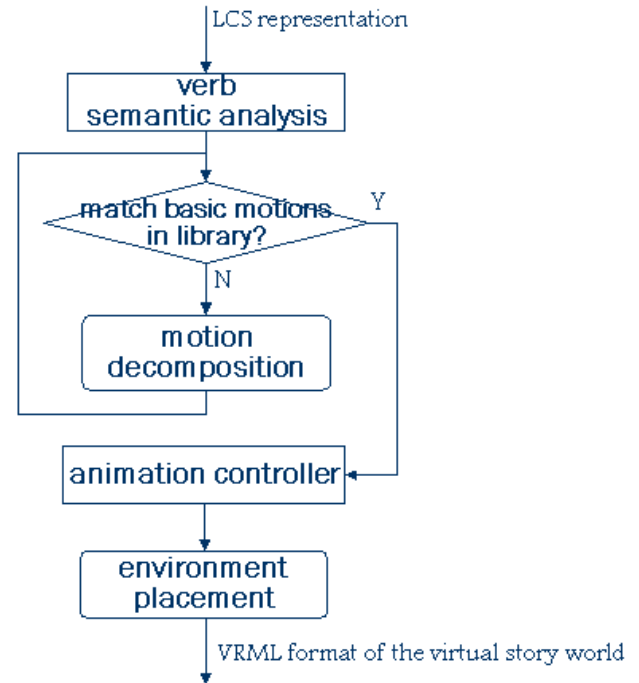 LCS representation
verb
semantic analysis
match basic motions
in library?
Y
N
motion
decomposition
animation controller
environment
placement
VRML format of the virtual story world